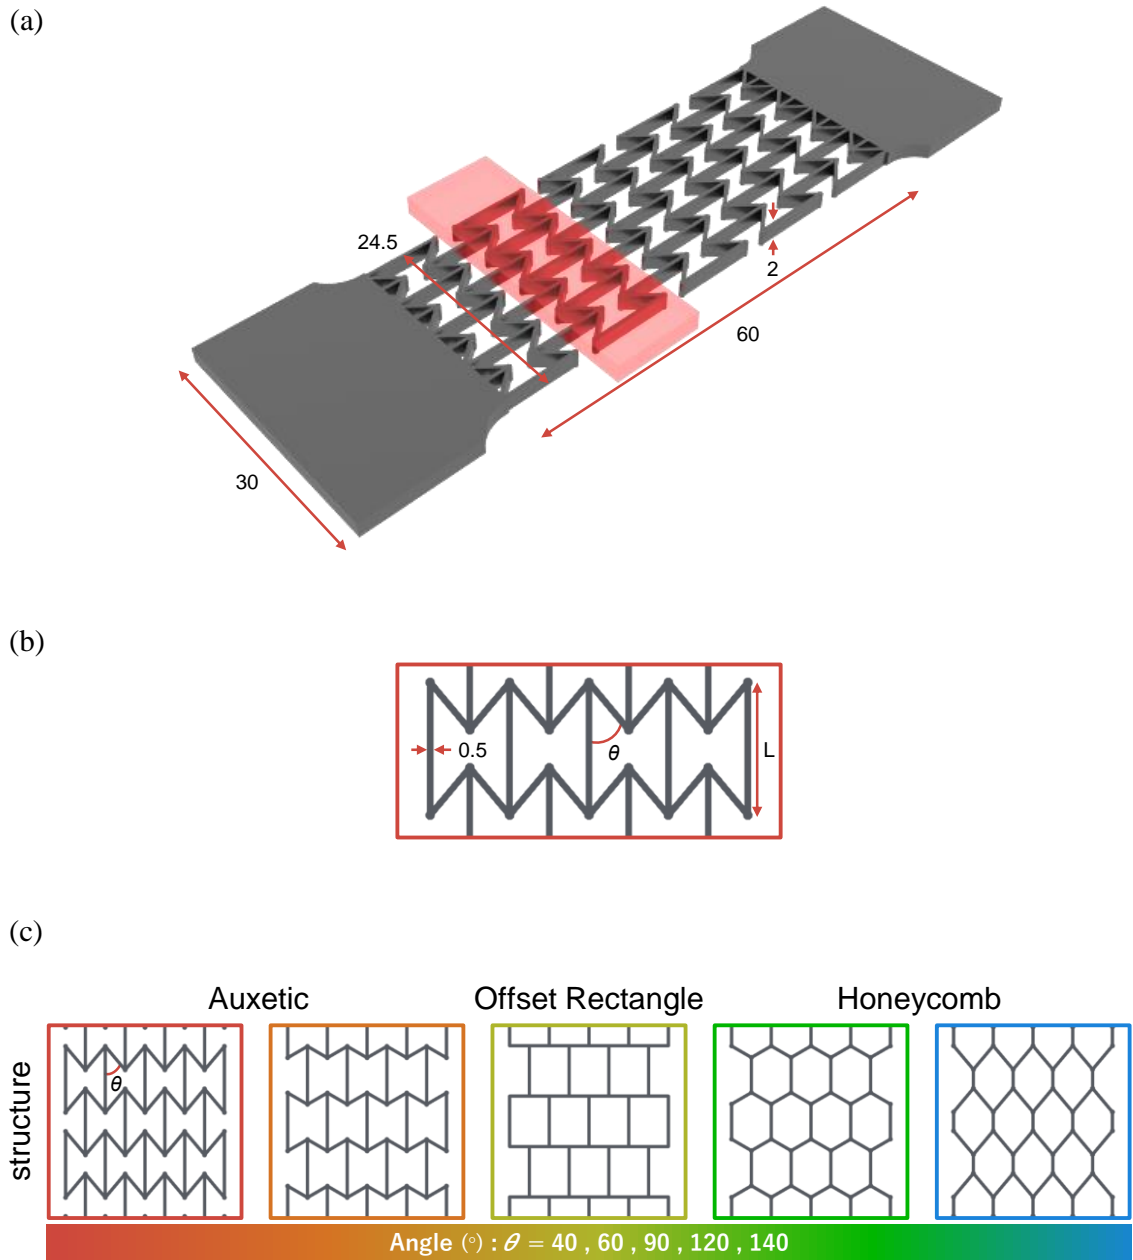 (a)
24.5
2
60
30
(b)
0.5
θ
L
(c)
Auxetic Offset Rectangle Honeycomb
structure
θ
Angle (°) : θ = 40 , 60 , 90 , 120 , 140